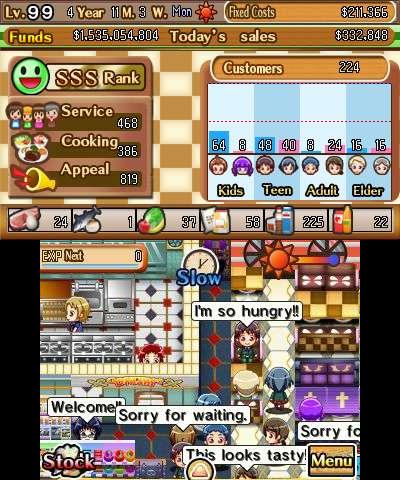 Lv.99 4 Year 11 M. 3 W. Mon Fixed Costs $211.366
Funds $1,535,054,804 Today's sales $332,848
SSS Rank
Customers 224
Service 468
Cooking 386
Appeal 819
64 8 48 40 8 24 16 16
Kids Teen Adult Elder
24 1 37 58 225 22
EXP Next 0
Slow
I'm so hungry!!
Welcome!
Sorry for waiting.
Sorry fo
This looks tasty!
Stock
Menu